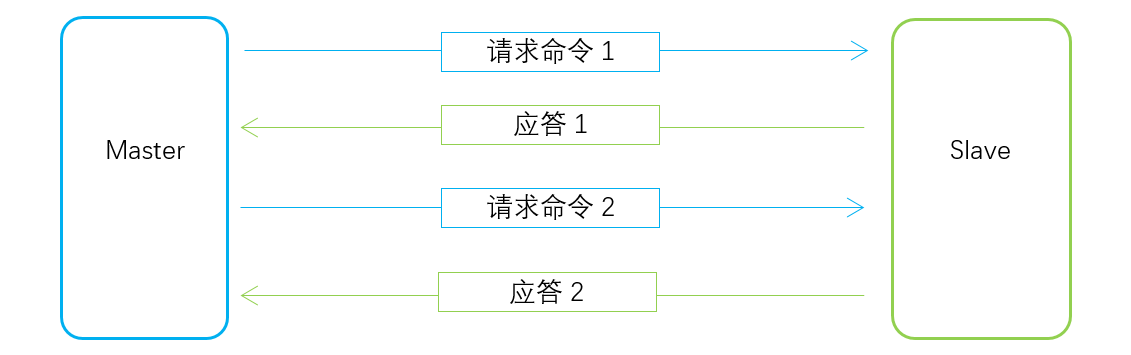 请求命令 1
应答 1
Master
Slave
请求命令 2
应答 2